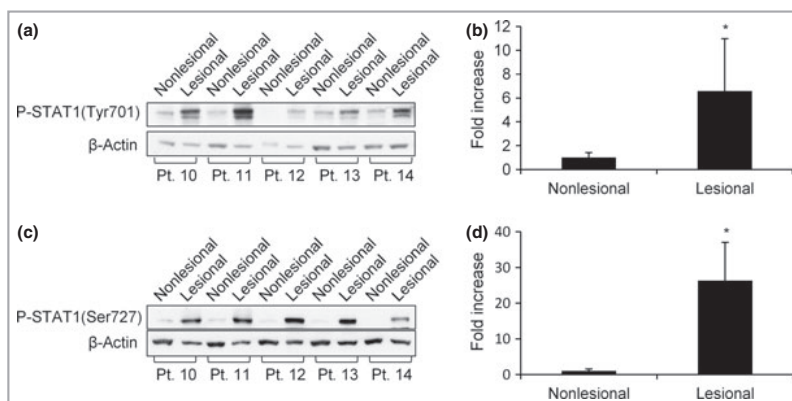 (a)
Nonlesional Lesional Nonlesional Lesional Nonlesional Lesional Nonlesional Lesional Nonlesional Lesional
P-STAT1(Tyr701)
β-Actin
Pt. 10 Pt. 11 Pt. 12 Pt. 13 Pt. 14
(b)
Fold increase
12
10
8
6
4
2
0
*
Nonlesional Lesional
(c)
Nonlesional Lesional Nonlesional Lesional Nonlesional Lesional Nonlesional Lesional Nonlesional Lesional
P-STAT1(Ser727)
β-Actin
Pt. 10 Pt. 11 Pt. 12 Pt. 13 Pt. 14
(d)
Fold increase
40
30
20
10
0
*
Nonlesional Lesional